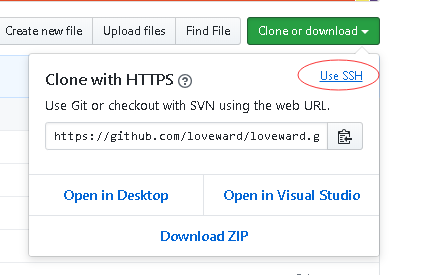 Create new file Upload files Find File Clone or download
Clone with HTTPS ? Use SSH
Use Git or checkout with SVN using the web URL.
https://github.com/loveward/loveward.g
Open in Desktop Open in Visual Studio
Download ZIP